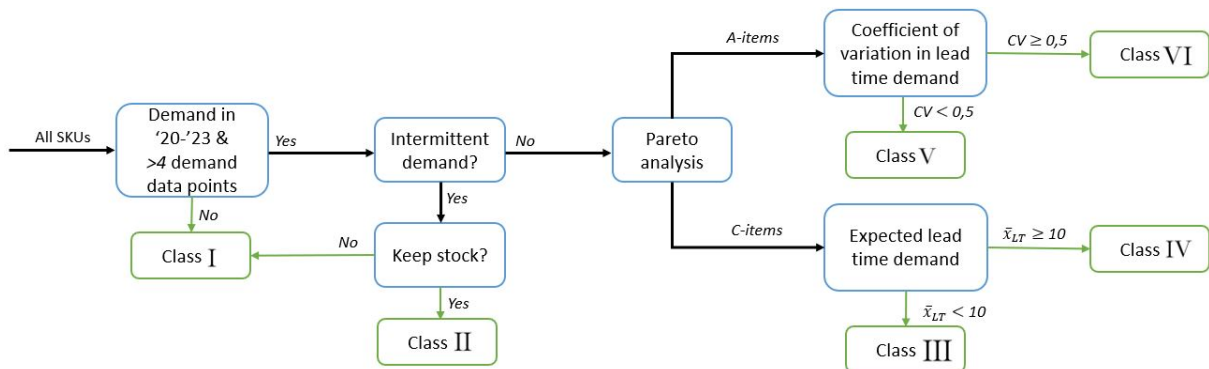 All SKUs
Demand in
‘20-’23 &
>4 demand
data points
Yes
No
Class I
Intermittent
demand?
No
Yes
Keep stock?
No
Yes
Class II
Pareto
analysis
A-items
Coefficient of
variation in lead
time demand
CV ≥ 0,5
Class VI
CV < 0,5
Class V
C-items
Expected lead
time demand
x̄_LT ≥ 10
Class IV
x̄_LT < 10
Class III